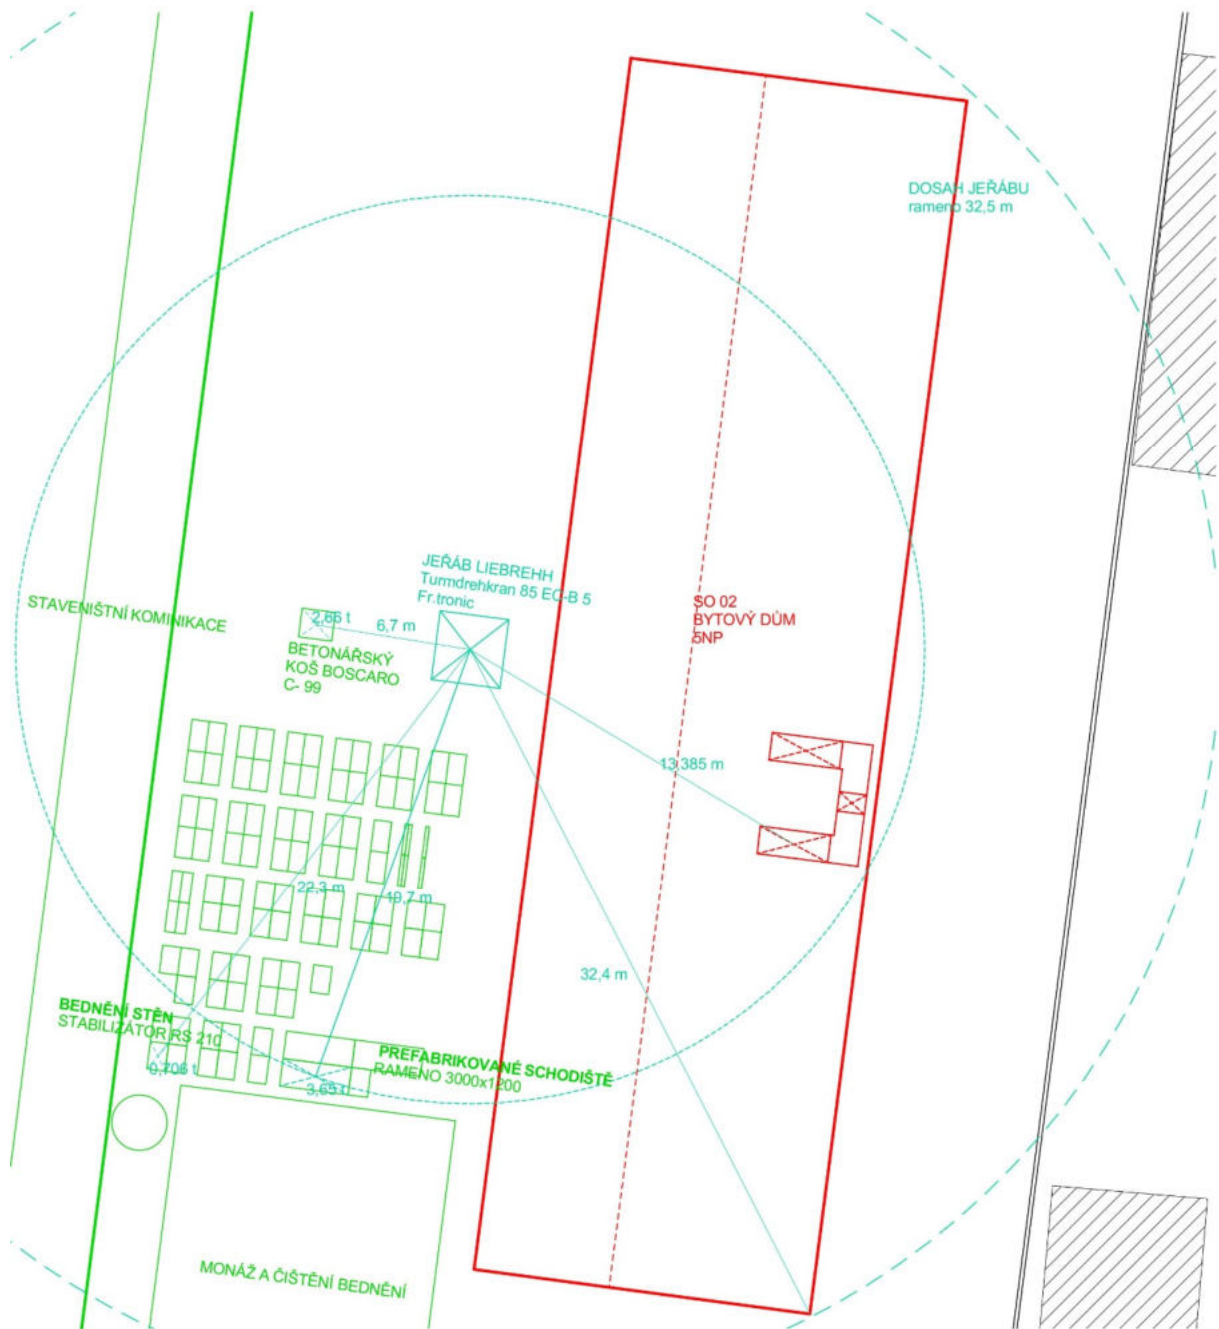 DOSAH JEŘÁBU
rameno 32,5 m
JEŘÁB LIEBREHH
Turmdrehkran 85 EC-B 5
Fr.tronic
STAVENIŠTNÍ KOMINIKACE
2,66 t
6,7 m
BETONÁŘSKÝ
KOŠ BOSCARO
C- 99
SO 02
BYTOVÝ DŮM
5NP
13,385 m
22,3 m
19,7 m
32,4 m
BEDNĚNÍ STĚN
STABILIZÁTOR RS 210
0,706 t
PREFABRIKOVANÉ SCHODIŠTĚ
RAMENO 3000x1200
3,65 t
MONÁŽ A ČIŠTĚNÍ BEDNĚNÍ